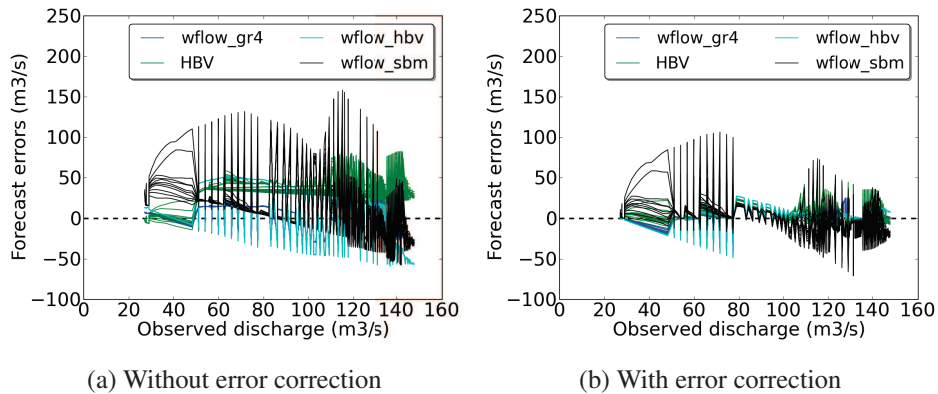 250
200
150
100
50
0
−50
−100
0 20 40 60 80 100 120 140 160
Forecast errors (m3/s)
Observed discharge (m3/s)
wflow_gr4 wflow_hbv
HBV wflow_sbm
(a) Without error correction
250
200
150
100
50
0
−50
−100
0 20 40 60 80 100 120 140 160
Forecast errors (m3/s)
Observed discharge (m3/s)
wflow_gr4 wflow_hbv
HBV wflow_sbm
(b) With error correction